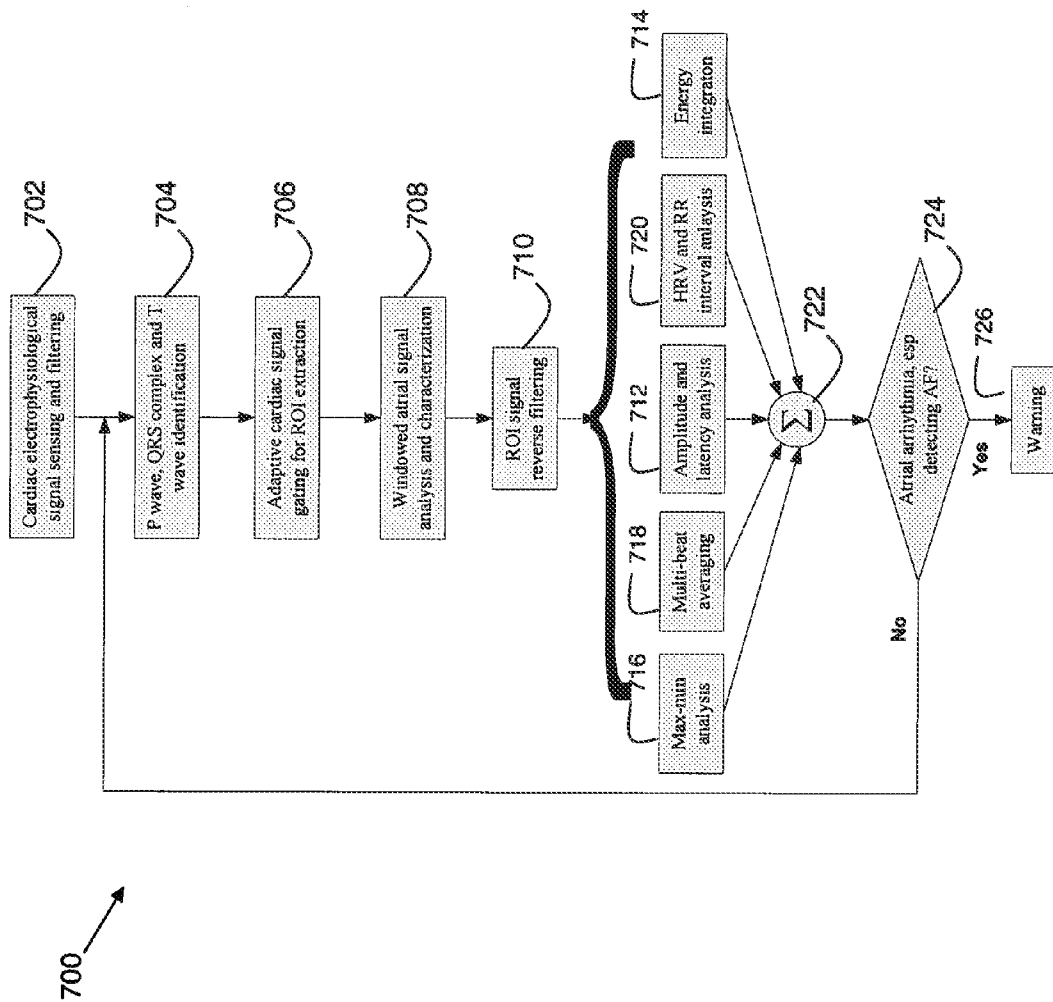 700
Cardiac electrophysiological
signal sensing and filtering
702
P wave, QRS complex and T
wave identification
704
Adaptive cardiac signal
gating for ROI extraction
706
Windowed atrial signal
analysis and characterization
708
ROI signal
reverse filtering
710
716
Max-min
analysis
718
Multi-beat
averaging
712
Amplitude and
latency analysis
720
HRV and RR
interval anlaysis
714
Energy
integraton
Σ
722
Atrial arrhythmia, esp
detecting AF?
724
No
Yes
726
Warning